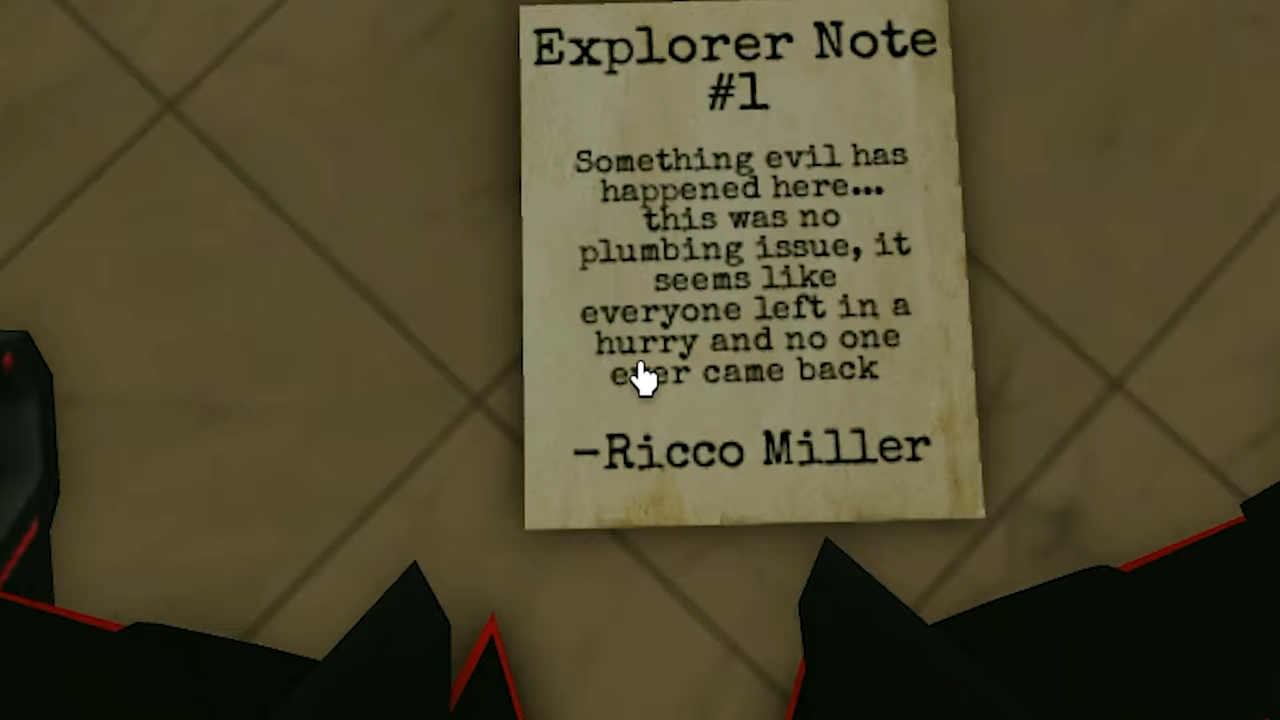 Explorer Note
#1
Something evil has
happened here...
this was no
plumbing issue, it
seems like
everyone left in a
hurry and no one
ever came back
-Ricco Miller